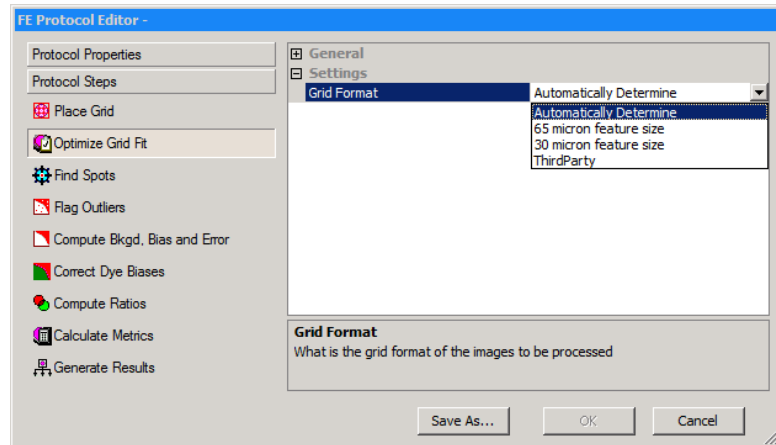 FE Protocol Editor -
Protocol Properties
Protocol Steps
Place Grid
Optimize Grid Fit
Find Spots
Flag Outliers
Compute Bkgd, Bias and Error
Correct Dye Biases
Compute Ratios
Calculate Metrics
Generate Results
General
Settings
Grid Format Automatically Determine
Automatically Determine
65 micron feature size
30 micron feature size
ThirdParty
Grid Format
What is the grid format of the images to be processed
Save As... OK Cancel